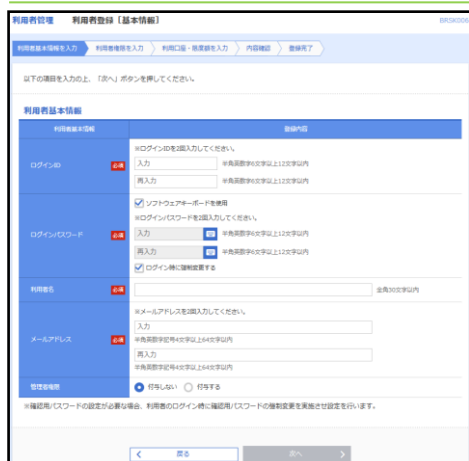 利用者管理 利用者登録〔基本情報〕 BRSK006
利用者基本情報を入力 利用者権限を入力 利用口座・限度額を入力 内容確認 登録完了
以下の項目を入力の上、「次へ」ボタンを押してください。
利用者基本情報
利用者基本情報 登録内容
※ログインIDを2回入力してください。
ログインID 必須 入力 半角英数字6文字以上12文字以内
再入力 半角英数字6文字以上12文字以内
ソフトウェアキーボードを使用
※ログインパスワードを2回入力してください。
ログインパスワード 必須 入力 半角英数字6文字以上12文字以内
再入力 半角英数字6文字以上12文字以内
ログイン時に強制変更する
利用者名 必須 全角30文字以内
※メールアドレスを2回入力してください。
入力
メールアドレス 必須 半角英数字記号4文字以上64文字以内
再入力
半角英数字記号4文字以上64文字以内
管理者権限 付与しない 付与する
※確認用パスワードの設定が必要な場合、利用者のログイン時に確認用パスワードの強制変更を実施させ設定を行います。
戻る 次へ